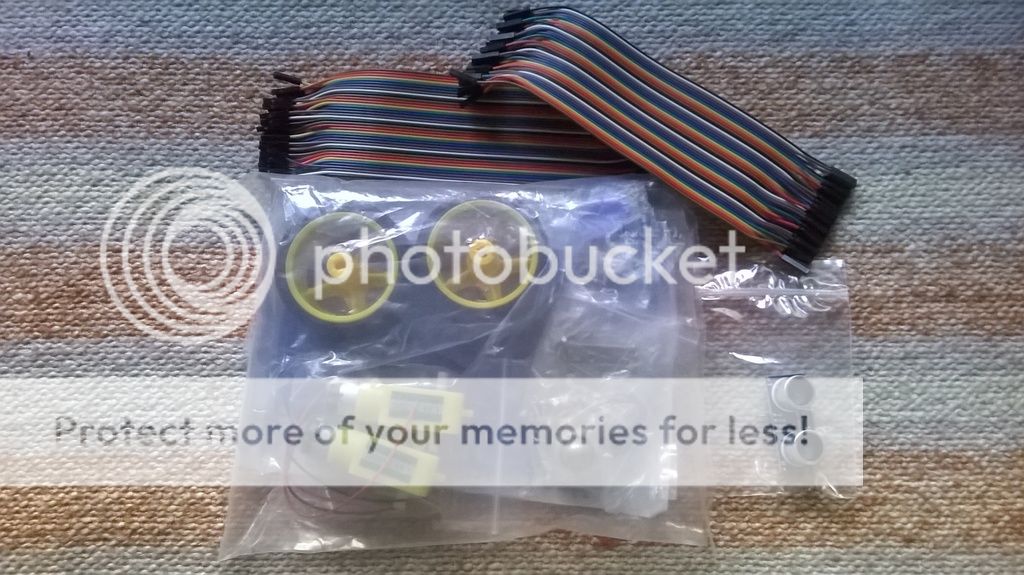 photobucket
Protect more of your memories for less!